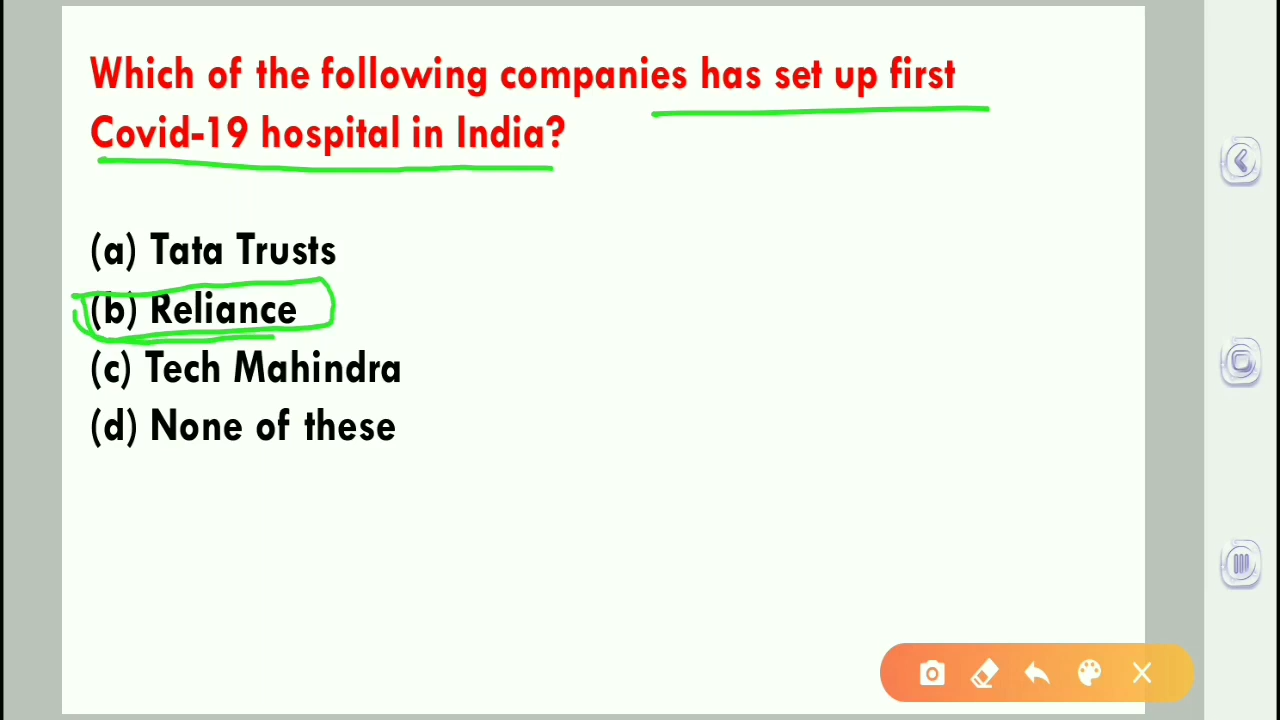 Which of the following companies has set up first
Covid-19 hospital in India?
(a) Tata Trusts
(b) Reliance
(c) Tech Mahindra
(d) None of these